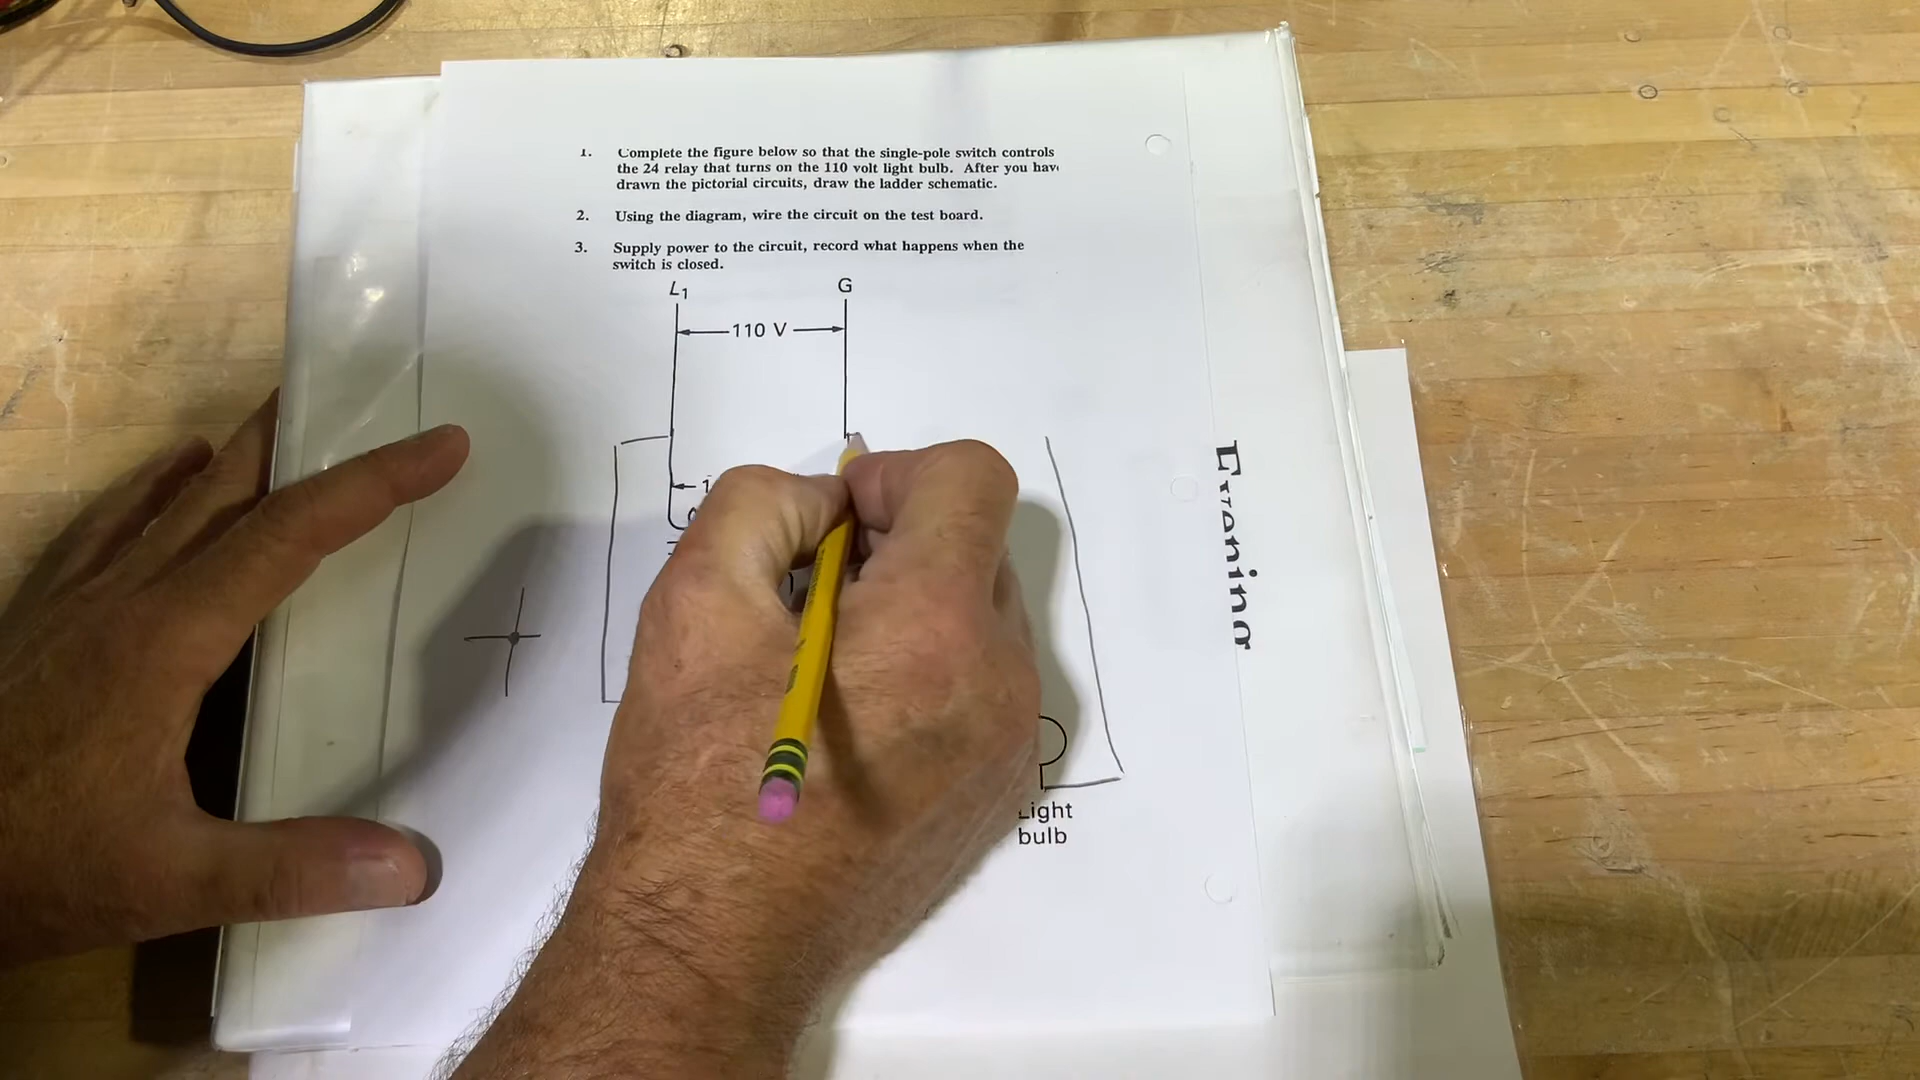 1. Complete the figure below so that the single-pole switch controls
the 24 relay that turns on the 110 volt light bulb. After you have
drawn the pictorial circuits, draw the ladder schematic.
2. Using the diagram, wire the circuit on the test board.
3. Supply power to the circuit, record what happens when the
switch is closed.
L1 G
110 V
1
Light
bulb
Evening